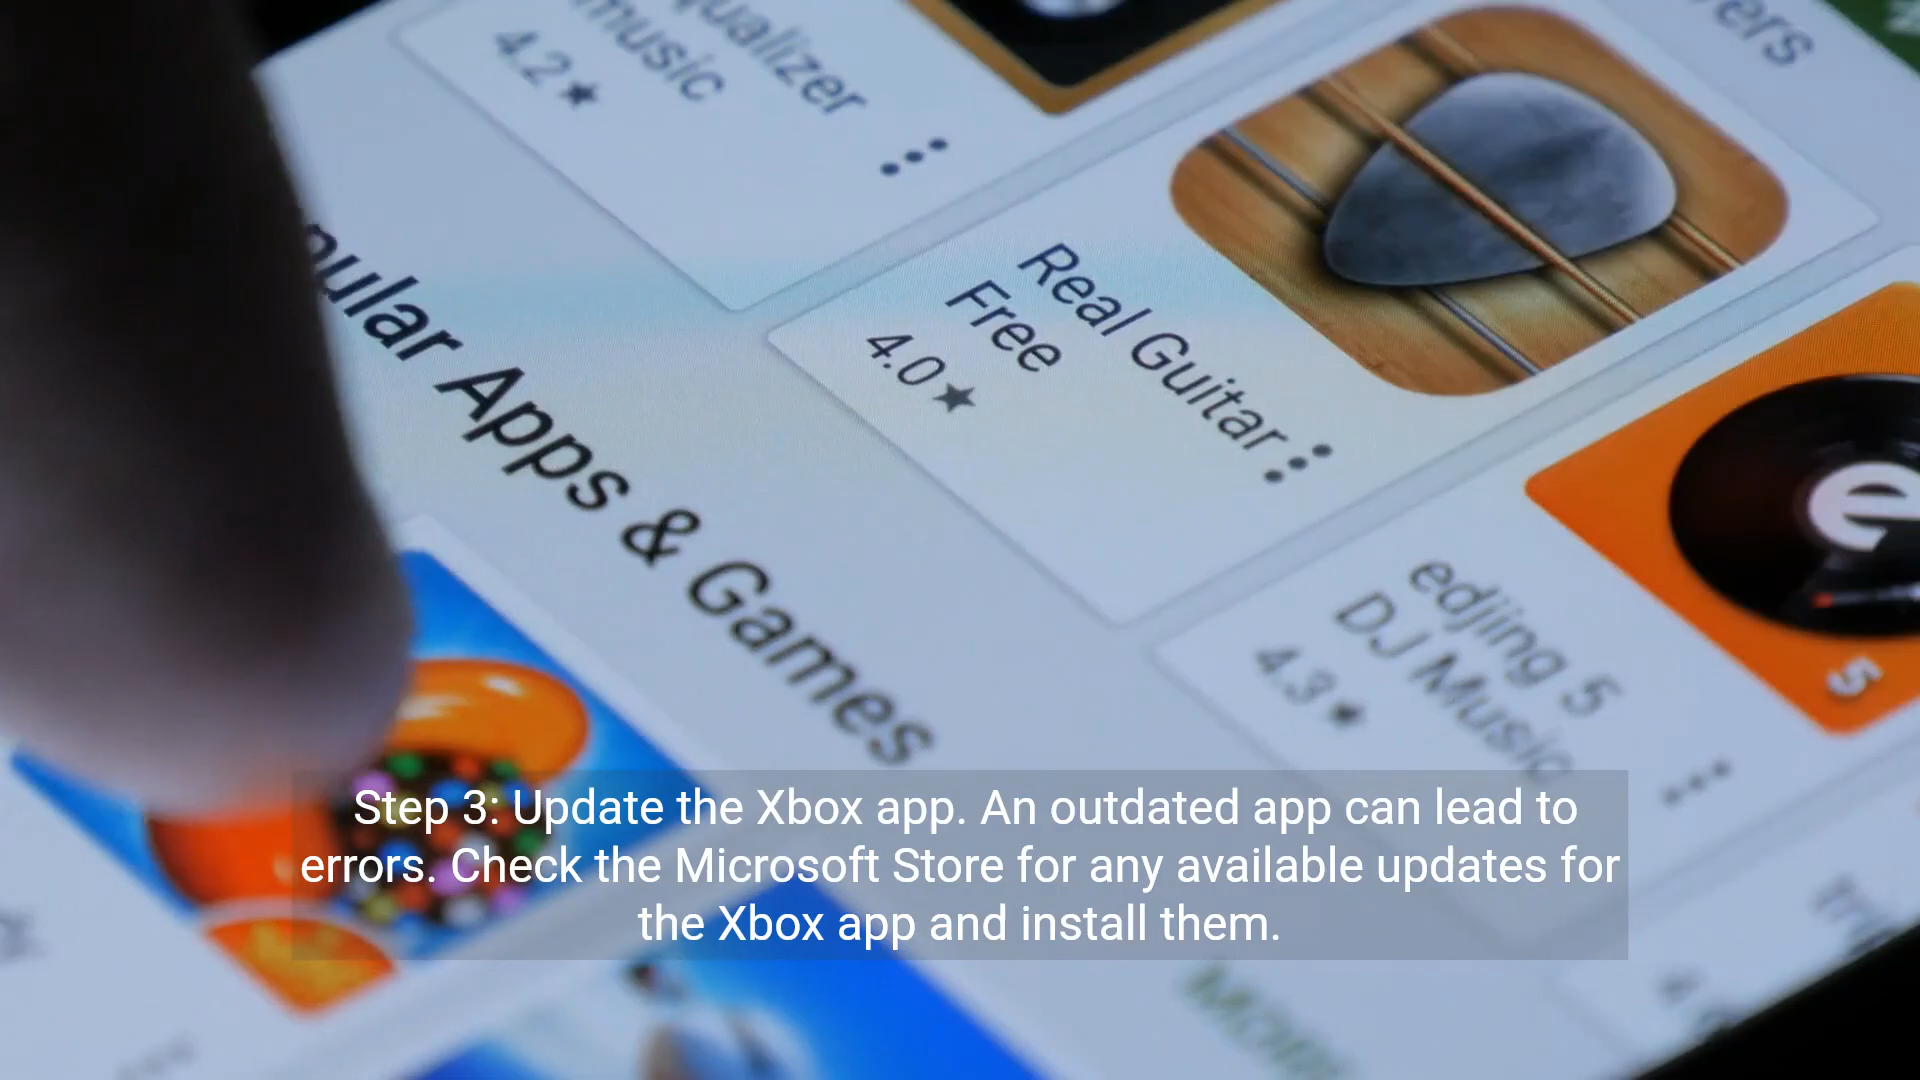 music
4.2★
Real Guitar
Free
4.0★
Apps & Games
edjing 5
DJ Music
4.3★
e
5
Step 3: Update the Xbox app. An outdated app can lead to
errors. Check the Microsoft Store for any available updates for
the Xbox app and install them.